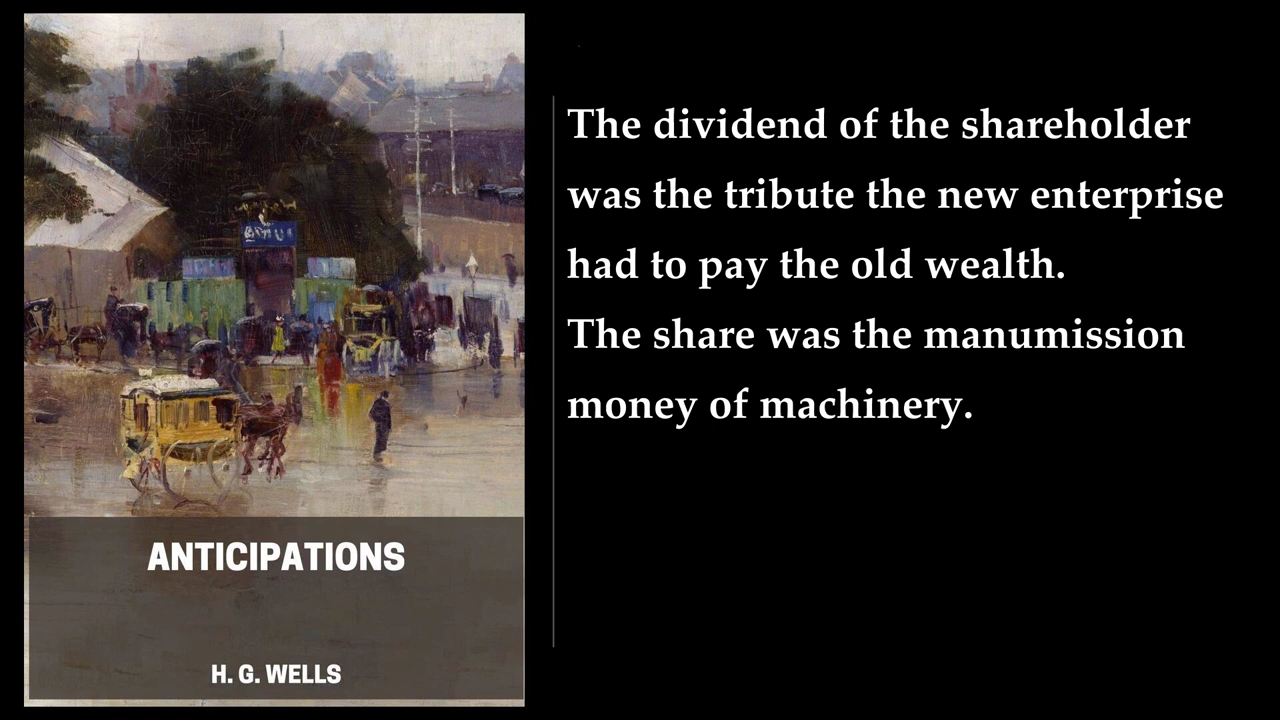 ANTICIPATIONS
H. G. WELLS
The dividend of the shareholder
was the tribute the new enterprise
had to pay the old wealth.
The share was the manumission
money of machinery.